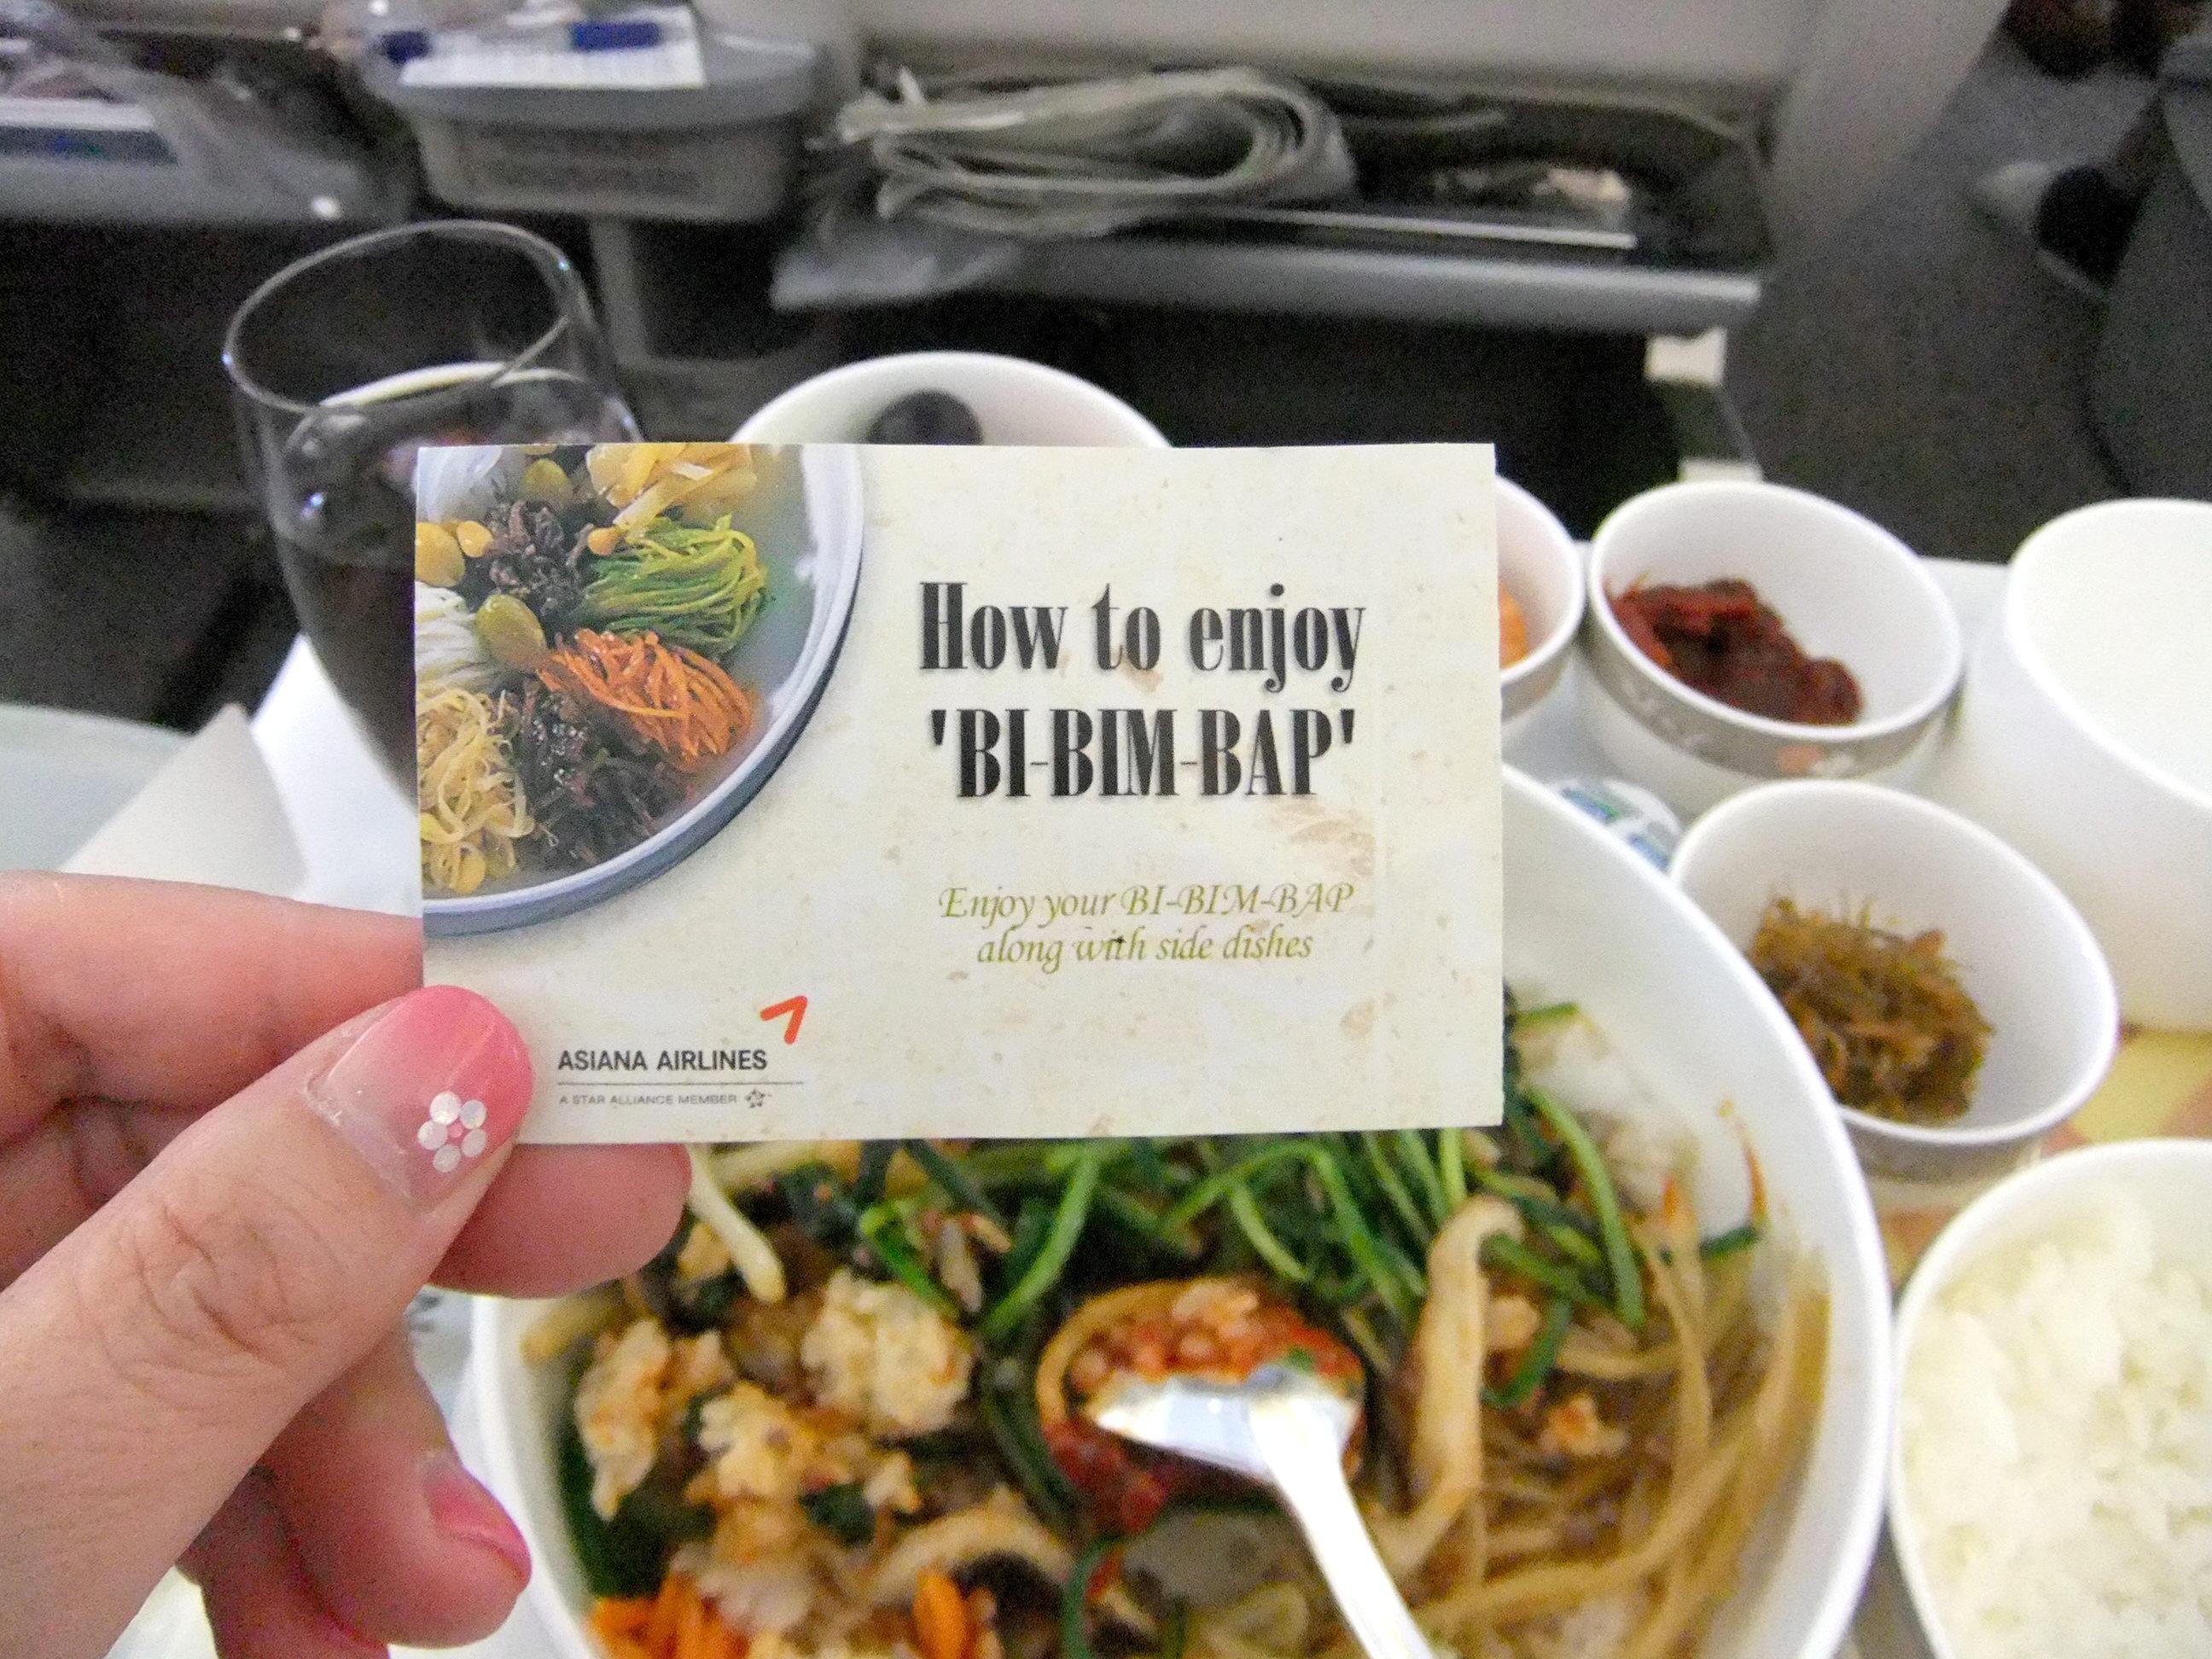 How to enjoy
'BI-BIM-BAP'
Enjoy your BI-BIM-BAP
along with side dishes
ASIANA AIRLINES
A STAR ALLIANCE MEMBER